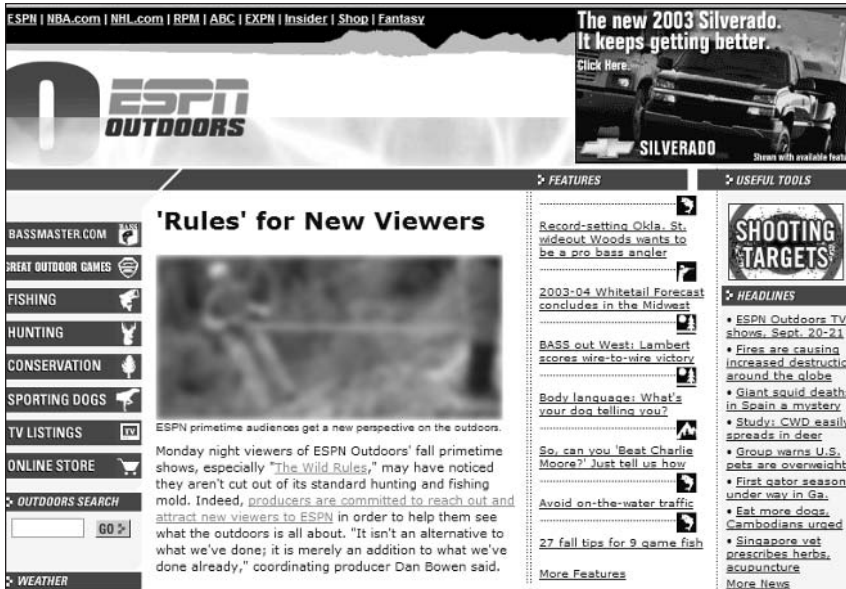 ESPN | NBA.com | NHL.com | RPM | ABC | EXPN | Insider | Shop | Fantasy
The new 2003 Silverado.
It keeps getting better.
Click Here.
SILVERADO
Shown with available
ESPN
OUTDOORS
BASSMASTER.COM
BASS
GREAT OUTDOOR GAMES
FISHING
HUNTING
CONSERVATION
SPORTING DOGS
TV LISTINGS
TV
ONLINE STORE
OUTDOORS SEARCH
GO
WEATHER
'Rules' for New Viewers
ESPN primetime audiences get a new perspective on the outdoors.
Monday night viewers of ESPN Outdoors' fall primetime
shows, especially "The Wild Rules," may have noticed
they aren't cut out of its standard hunting and fishing
mold. Indeed, producers are committed to reach out and
attract new viewers to ESPN in order to help them see
what the outdoors is all about. "It isn't an alternative to
what we've done; it is merely an addition to what we've
done already," coordinating producer Dan Bowen said.
FEATURES
Record-setting Okla. St.
wideout Woods wants to
be a pro bass angler
2003-04 Whitetail Forecast
concludes in the Midwest
BASS out West: Lambert
scores wire-to-wire victory
Body language: What's
your dog telling you?
So, can you 'Beat Charlie
Moore?' Just tell us how
Avoid on-the-water traffic
27 fall tips for 9 game fish
More Features
USEFUL TOOLS
SHOOTING
TARGETS
HEADLINES
• ESPN Outdoors TV
shows, Sept. 20-21
• Fires are causing
increased
around the globe
• Giant squid
in Spain a mystery
• Study: CWD easily
spreads in deer
• Group warns U.S.
pets are overweight
• First gator season
under way in Ga.
• Eat more dogs,
Cambodians urged
• Singapore vet
prescribes herbs,
acupuncture
More News